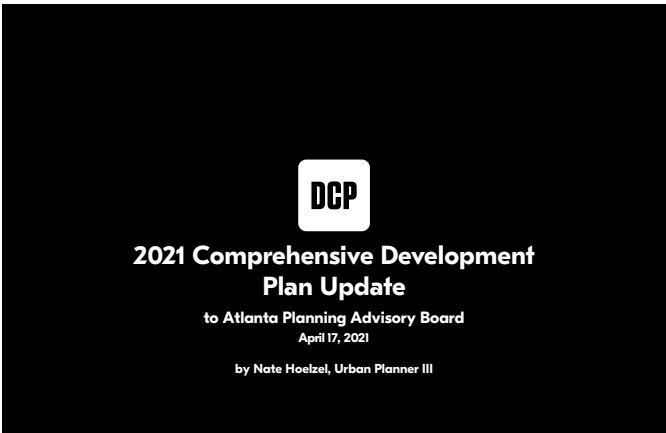 DCP
2021 Comprehensive Development
Plan Update
to Atlanta Planning Advisory Board
April 17, 2021
by Nate Hoelzel, Urban Planner III